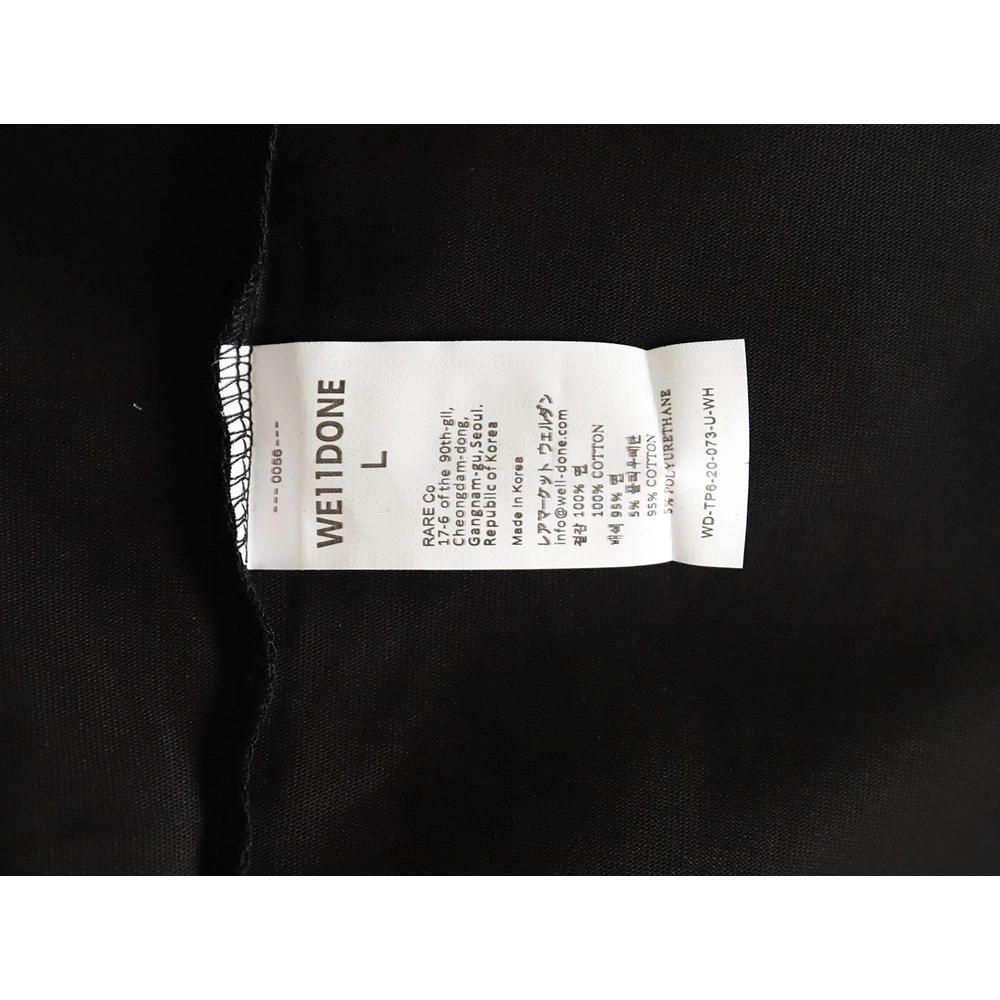 ---0056---
WE11DONE
L
RARE Co
17-6 of the 90th-gil,
Cheongdam-dong,
Gangnam-gu,Seoul.
Republic of Korea
Made In Korea
レアマーケット ウェルダン
info@well-done.com
겉감 100% 면
100% COTTON
배색 95% 면
5% 폴리우레탄
95% COTTON
5% POLYURETHANE
WD-TP6-20-073-U-WH